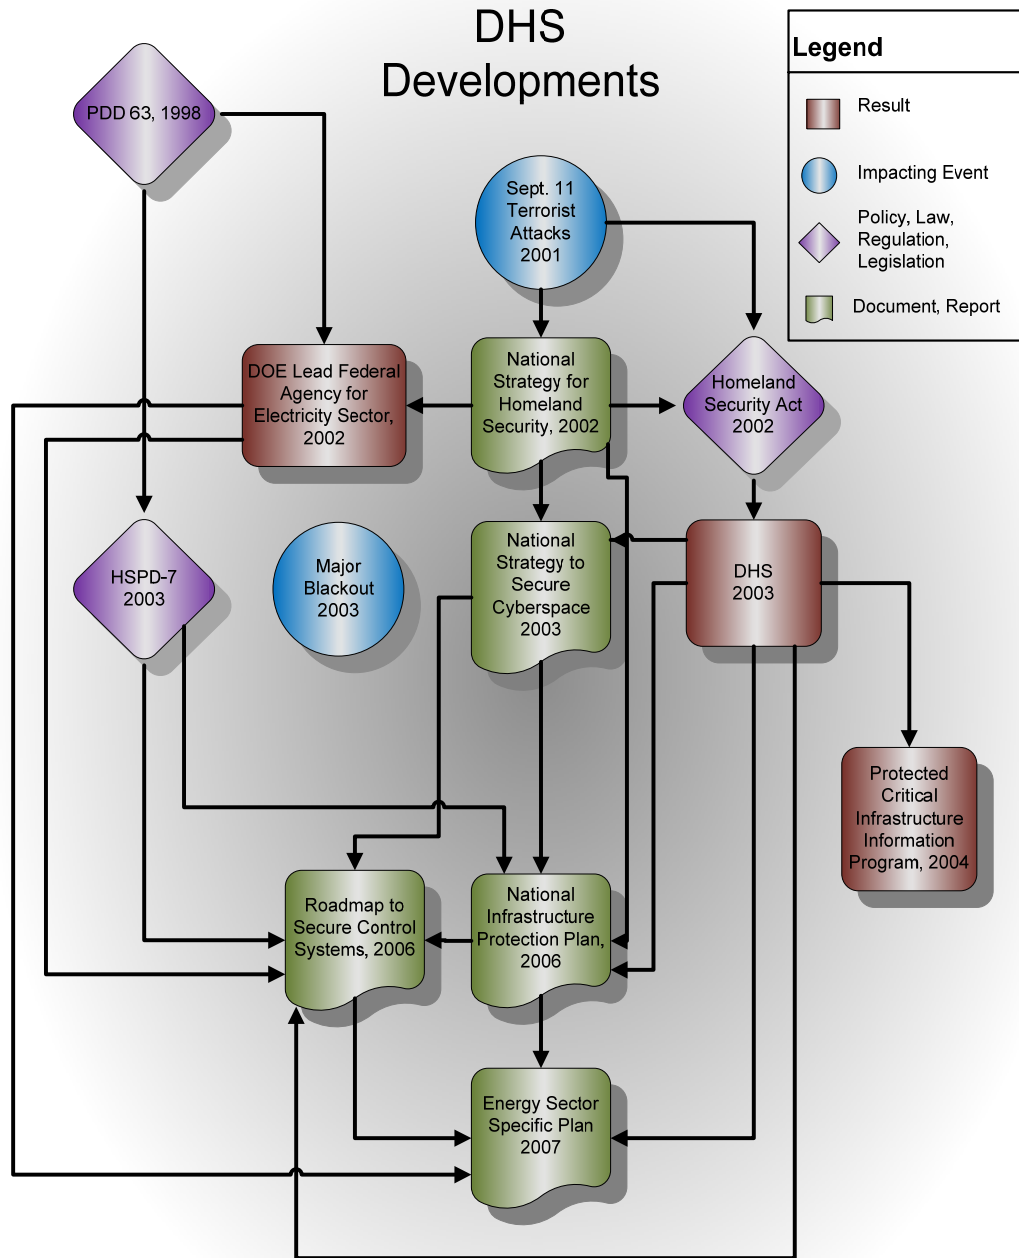 DHS
Developments
Legend
Result
Impacting Event
Policy, Law,
Regulation,
Legislation
Document, Report
PDD 63, 1998
Sept. 11
Terrorist
Attacks
2001
DOE Lead Federal
Agency for
Electricity Sector,
2002
National
Strategy for
Homeland
Security, 2002
Homeland
Security Act
2002
HSPD-7
2003
Major
Blackout
2003
National
Strategy to
Secure
Cyberspace
2003
DHS
2003
Protected
Critical
Infrastructure
Information
Program, 2004
Roadmap to
Secure Control
Systems, 2006
National
Infrastructure
Protection Plan,
2006
Energy Sector
Specific Plan
2007